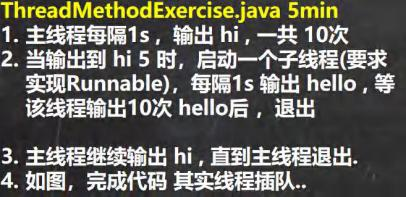 ThreadMethodExercise.java 5min
1. 主线程每隔1s，输出 hi，一共 10次
2. 当输出到 hi 5 时，启动一个子线程(要求
实现Runnable)，每隔1s 输出 hello，等
该线程输出10次 hello后，退出
3. 主线程继续输出 hi，直到主线程退出.
4. 如图，完成代码 其实线程插队..